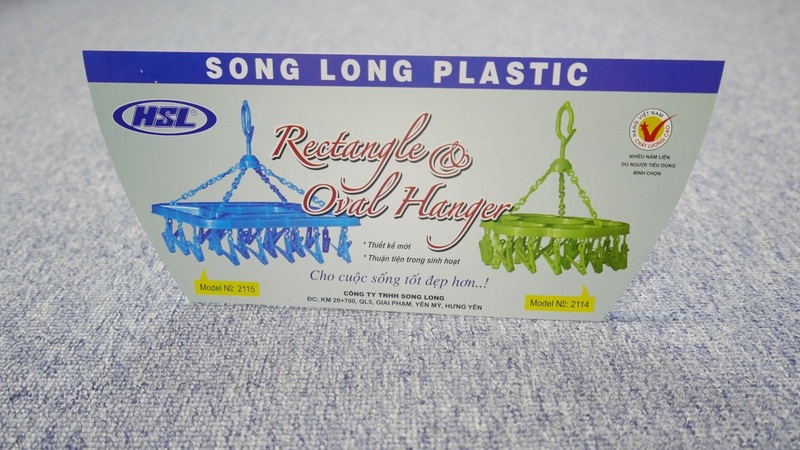 SONG LONG PLASTIC
HSL®
Rectangle &
Oval Hanger
HÀNG VIỆT NAM
CHẤT LƯỢNG CAO
NHIỀU NĂM LIỀN
DO NGƯỜI TIÊU DÙNG
BÌNH CHỌN
* Thiết kế mới
* Thuận tiện trong sinh hoạt
Cho cuộc sống tốt đẹp hơn..!
Model №: 2115
CÔNG TY TNHH SONG LONG
ĐC: KM 20+700, QL5, GIAI PHẠM, YÊN MỸ, HƯNG YÊN
Model №: 2114